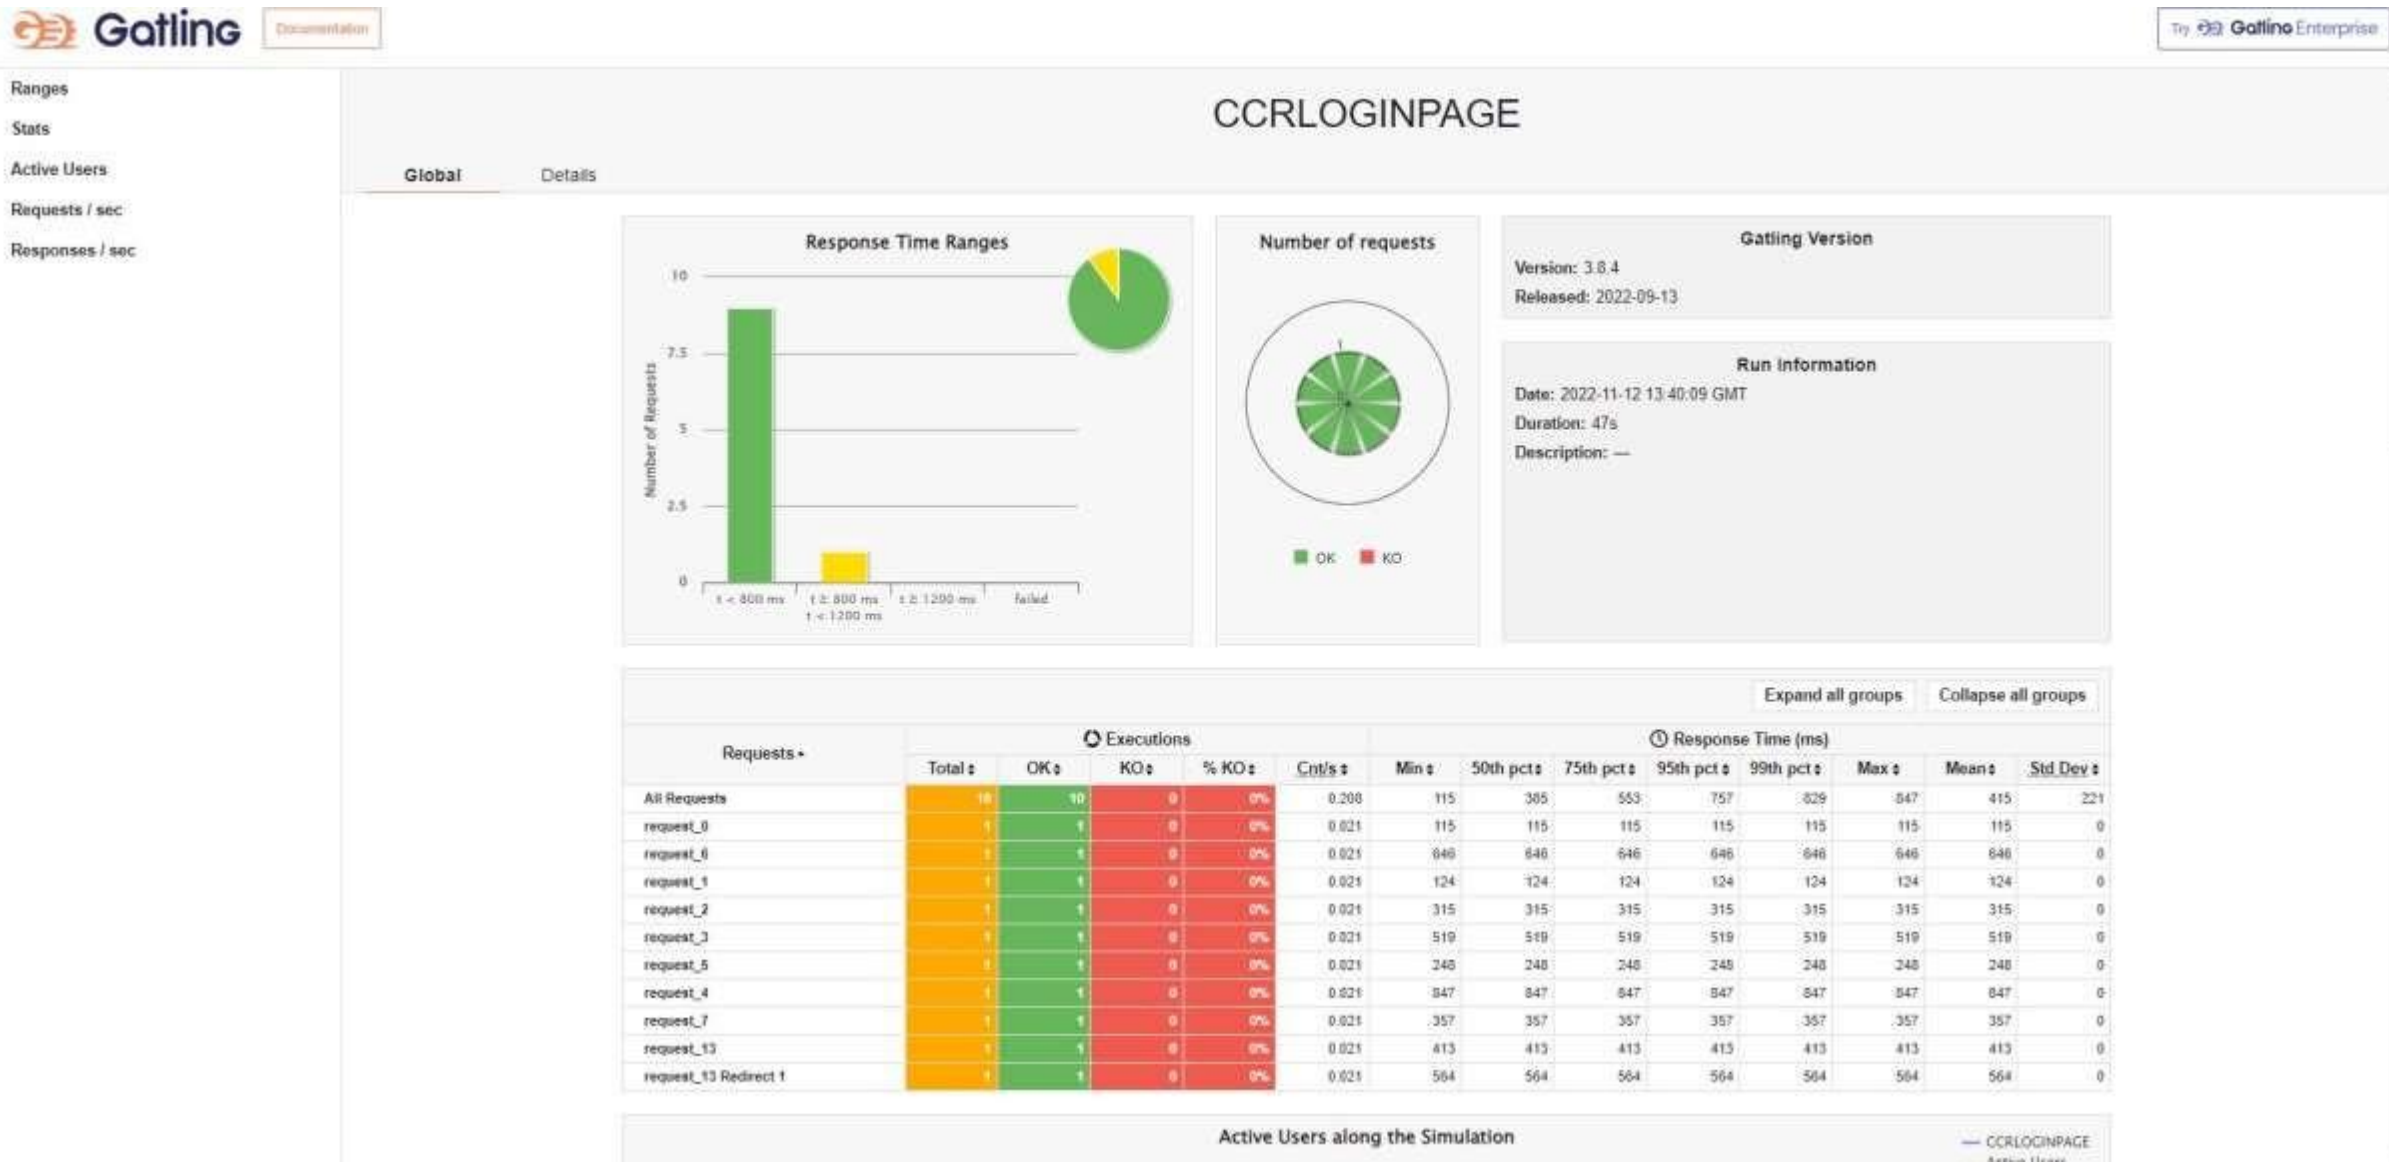 Gatling Documentation
Try Gatling Enterprise
Ranges
Stats
Active Users
Requests / sec
Responses / sec
CCRLOGINPAGE
Global Details
Response Time Ranges
Number of Requests
10
7.5
5
2.5
0
t < 800 ms
t ≥ 800 ms
t < 1200 ms
t ≥ 1200 ms
failed
Number of requests
1
0
OK KO
Gatling Version
Version: 3.8.4
Released: 2022-09-13
Run Information
Date: 2022-11-12 13:40:09 GMT
Duration: 47s
Description: —
Expand all groups Collapse all groups
Requests Executions Response Time (ms)
Total OK KO % KO Cnt/s Min 50th pct 75th pct 95th pct 99th pct Max Mean Std Dev
All Requests 10 10 0 0% 0.208 115 385 553 757 829 847 415 221
request_0 1 1 0 0% 0.021 115 115 115 115 115 115 115 0
request_6 1 1 0 0% 0.021 646 646 646 646 646 646 646 0
request_1 1 1 0 0% 0.021 124 124 124 124 124 124 124 0
request_2 1 1 0 0% 0.021 315 315 315 315 315 315 315 0
request_3 1 1 0 0% 0.021 519 519 519 519 519 519 519 0
request_5 1 1 0 0% 0.021 248 248 248 248 248 248 248 0
request_4 1 1 0 0% 0.021 847 847 847 847 847 847 847 0
request_7 1 1 0 0% 0.021 357 357 357 357 357 357 357 0
request_13 1 1 0 0% 0.021 413 413 413 413 413 413 413 0
request_13 Redirect 1 1 1 0 0% 0.021 564 564 564 564 564 564 564 0
Active Users along the Simulation
CCRLOGINPAGE
Active Users